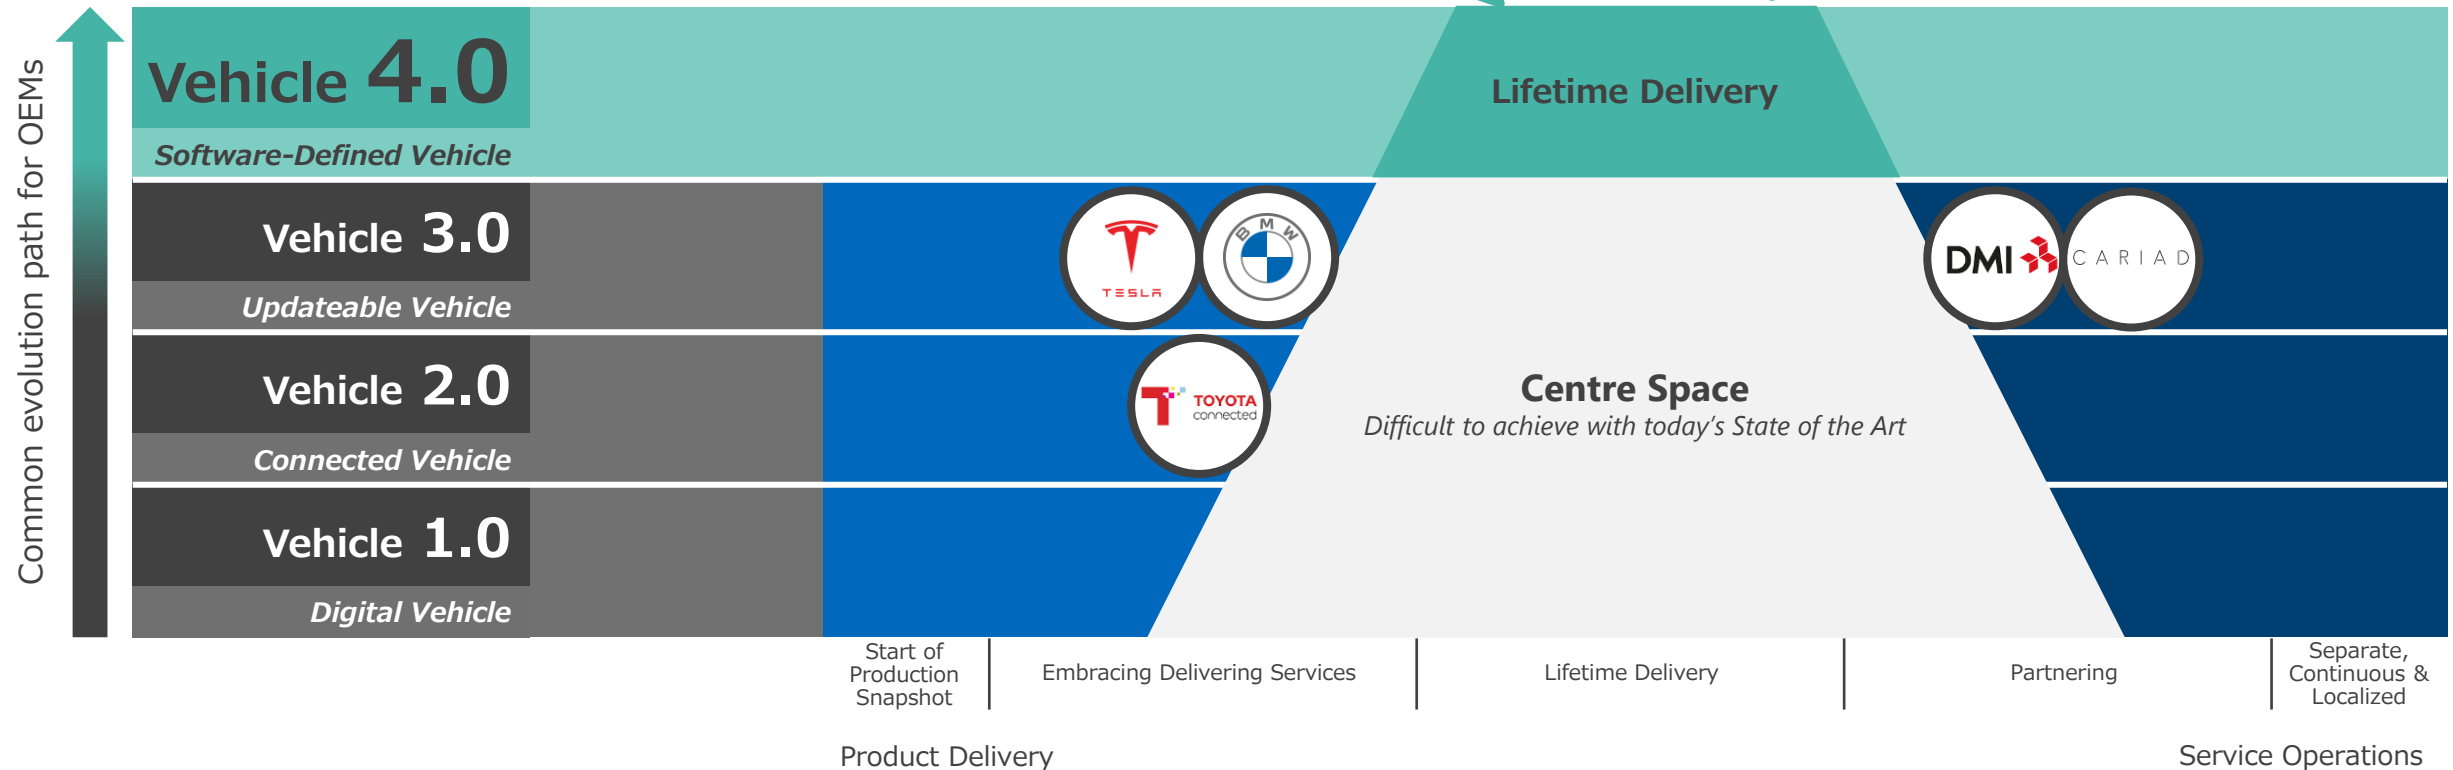 Common evolution path for OEMs
Vehicle 4.0
Software-Defined Vehicle
Lifetime Delivery
Vehicle 3.0
Updateable Vehicle
TESLA
BMW
DMI
CARIAD
Vehicle 2.0
Connected Vehicle
T TOYOTA
connected
Centre Space
Difficult to achieve with today's State of the Art
Vehicle 1.0
Digital Vehicle
Start of
Production
Snapshot
Embracing Delivering Services
Lifetime Delivery
Partnering
Separate,
Continuous &
Localized
Product Delivery
Service Operations